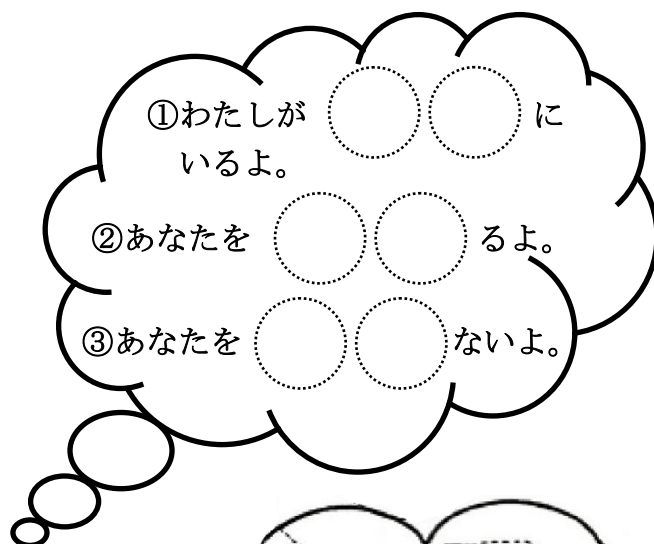 ①わたしが ◯◯ に
いるよ。
②あなたを ◯◯ るよ。
③あなたを ◯◯ ないよ。